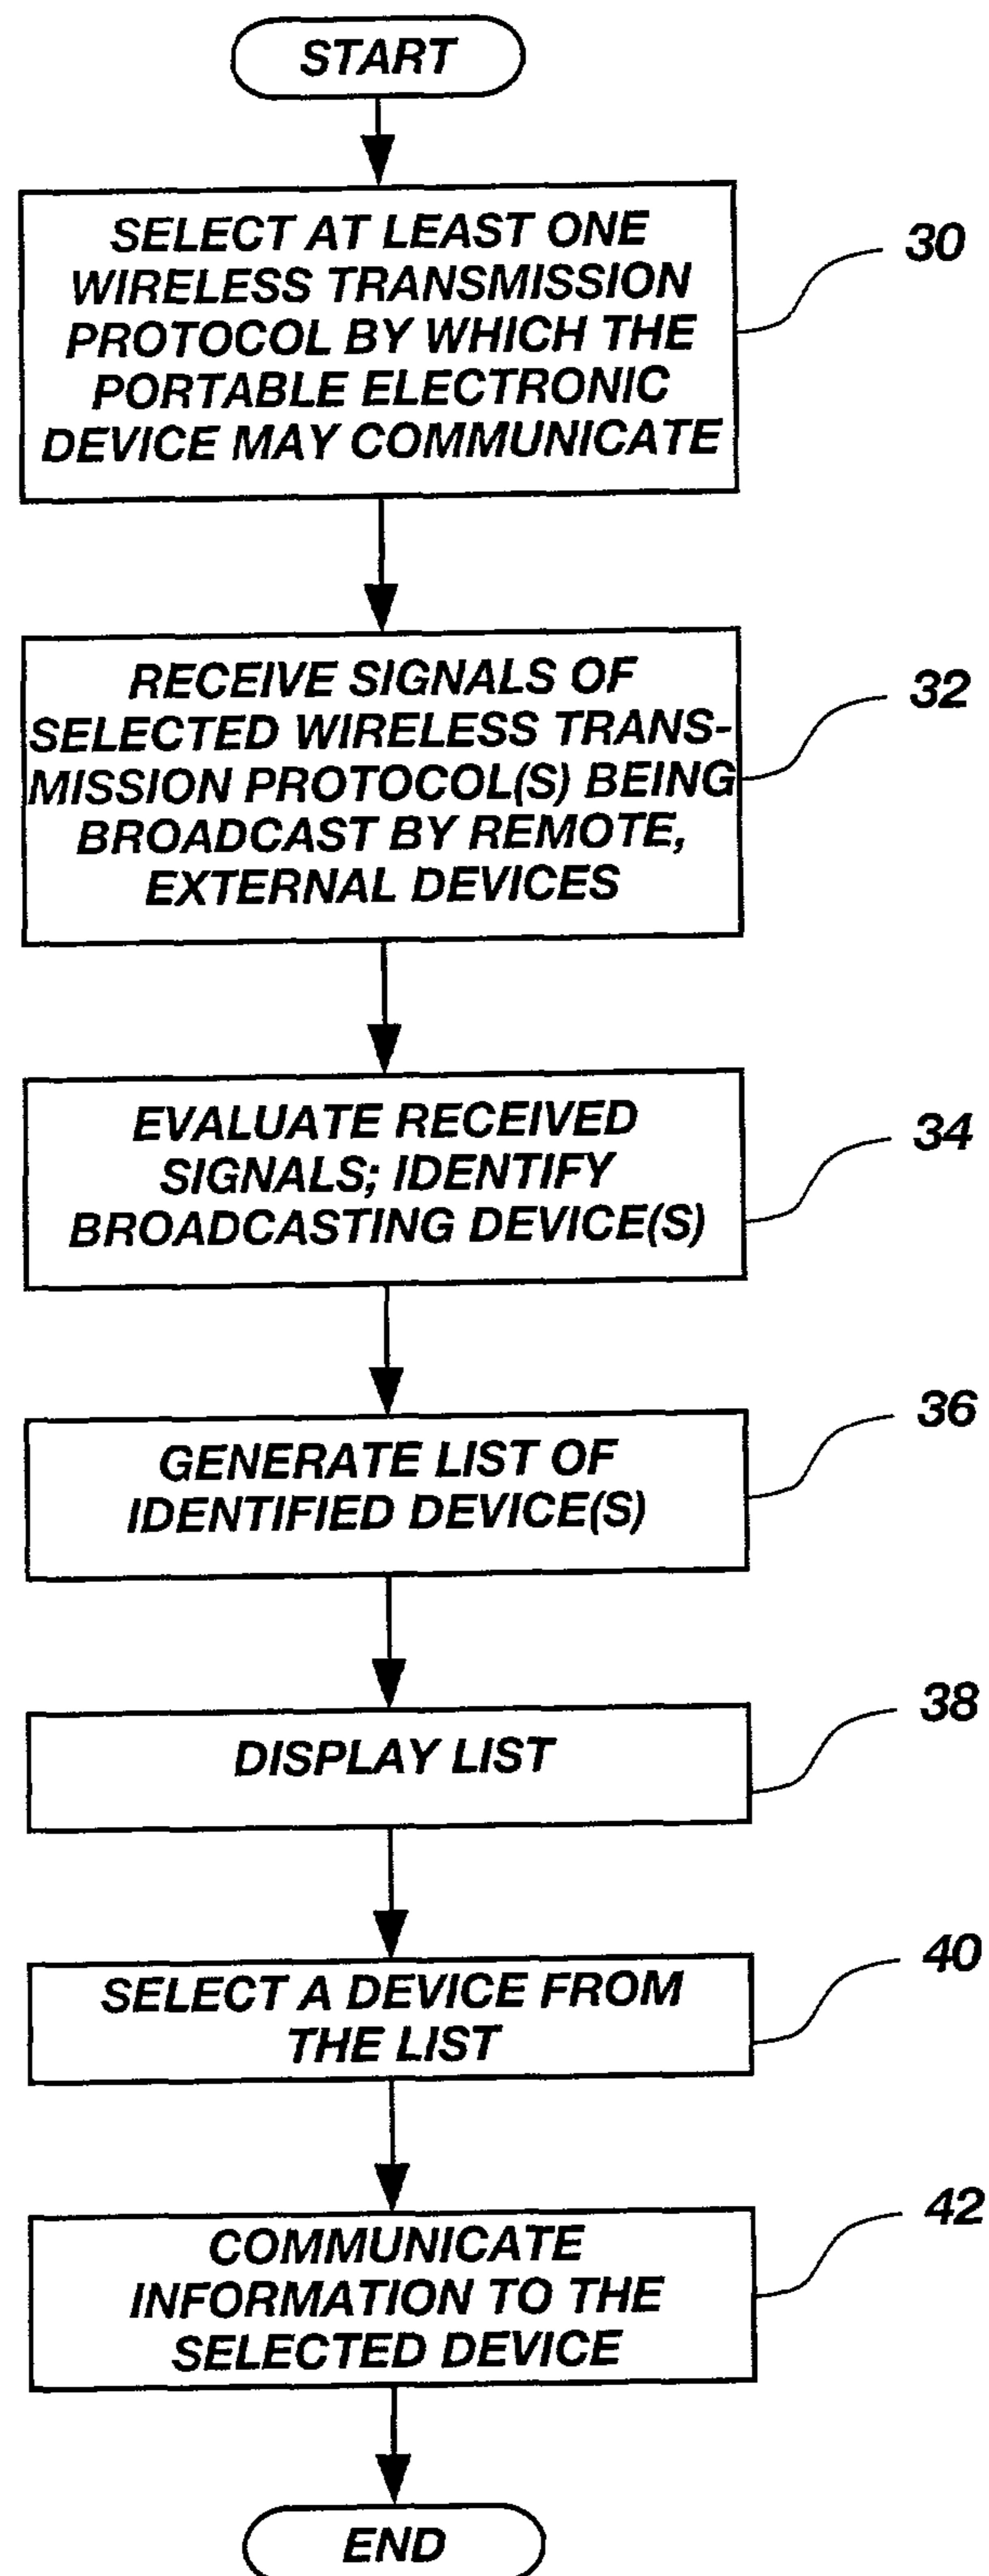 START
SELECT AT LEAST ONE
WIRELESS TRANSMISSION
PROTOCOL BY WHICH THE
PORTABLE ELECTRONIC
DEVICE MAY COMMUNICATE
30
RECEIVE SIGNALS OF
SELECTED WIRELESS TRANS-
MISSION PROTOCOL(S) BEING
BROADCAST BY REMOTE,
EXTERNAL DEVICES
32
EVALUATE RECEIVED
SIGNALS; IDENTIFY
BROADCASTING DEVICE(S)
34
GENERATE LIST OF
IDENTIFIED DEVICE(S)
36
DISPLAY LIST
38
SELECT A DEVICE FROM
THE LIST
40
COMMUNICATE
INFORMATION TO THE
SELECTED DEVICE
42
END